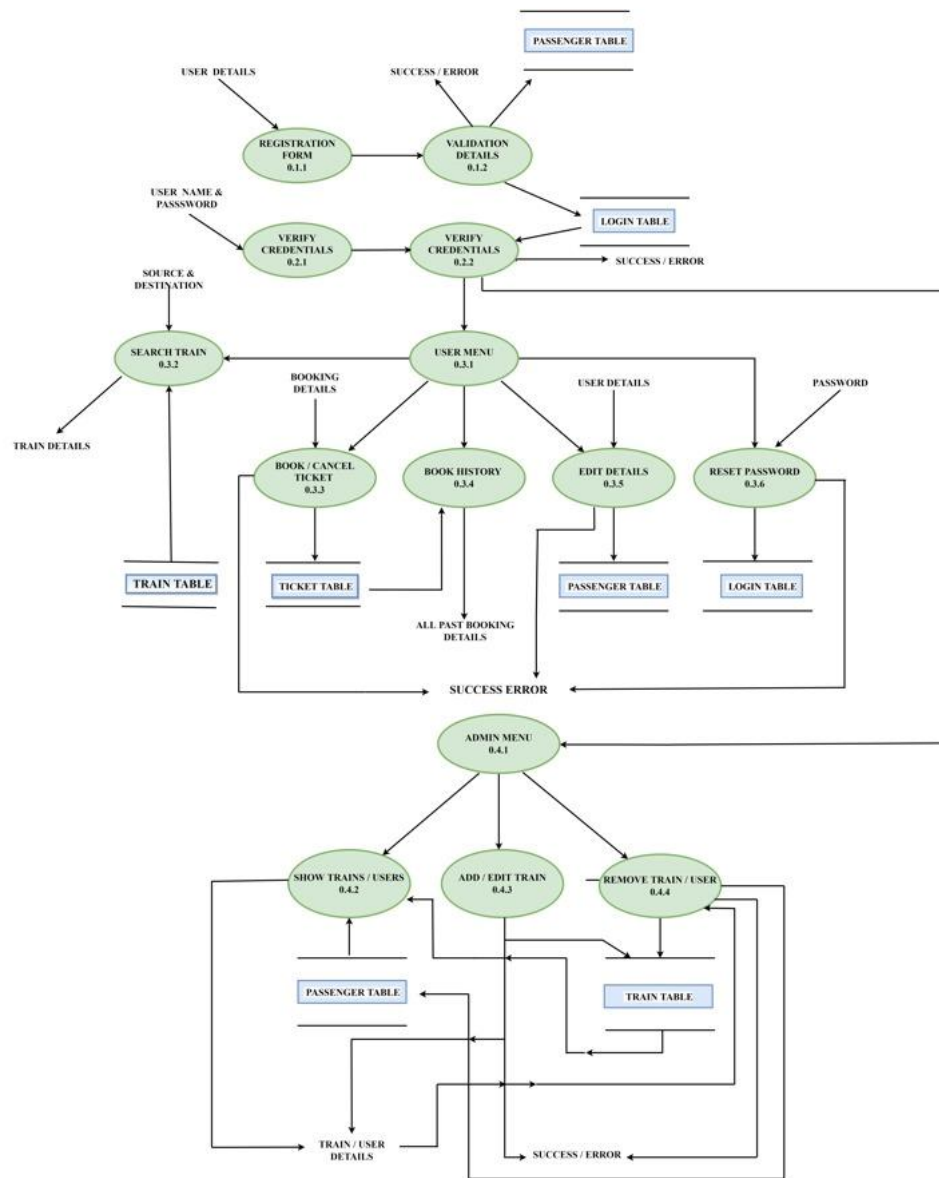 PASSENGER TABLE
USER DETAILS
SUCCESS / ERROR
REGISTRATION
FORM
0.1.1
VALIDATION
DETAILS
0.1.2
USER NAME &
PASSSWORD
LOGIN TABLE
VERIFY
CREDENTIALS
0.2.1
VERIFY
CREDENTIALS
0.2.2
SUCCESS / ERROR
SOURCE &
DESTINATION
SEARCH TRAIN
0.3.2
USER MENU
0.3.1
BOOKING
DETAILS
USER DETAILS
PASSWORD
TRAIN DETAILS
BOOK / CANCEL
TICKET
0.3.3
BOOK HISTORY
0.3.4
EDIT DETAILS
0.3.5
RESET PASSWORD
0.3.6
TRAIN TABLE
TICKET TABLE
PASSENGER TABLE
LOGIN TABLE
ALL PAST BOOKING
DETAILS
SUCCESS ERROR
ADMIN MENU
0.4.1
SHOW TRAINS / USERS
0.4.2
ADD / EDIT TRAIN
0.4.3
REMOVE TRAIN / USER
0.4.4
PASSENGER TABLE
TRAIN TABLE
TRAIN / USER
DETAILS
SUCCESS / ERROR